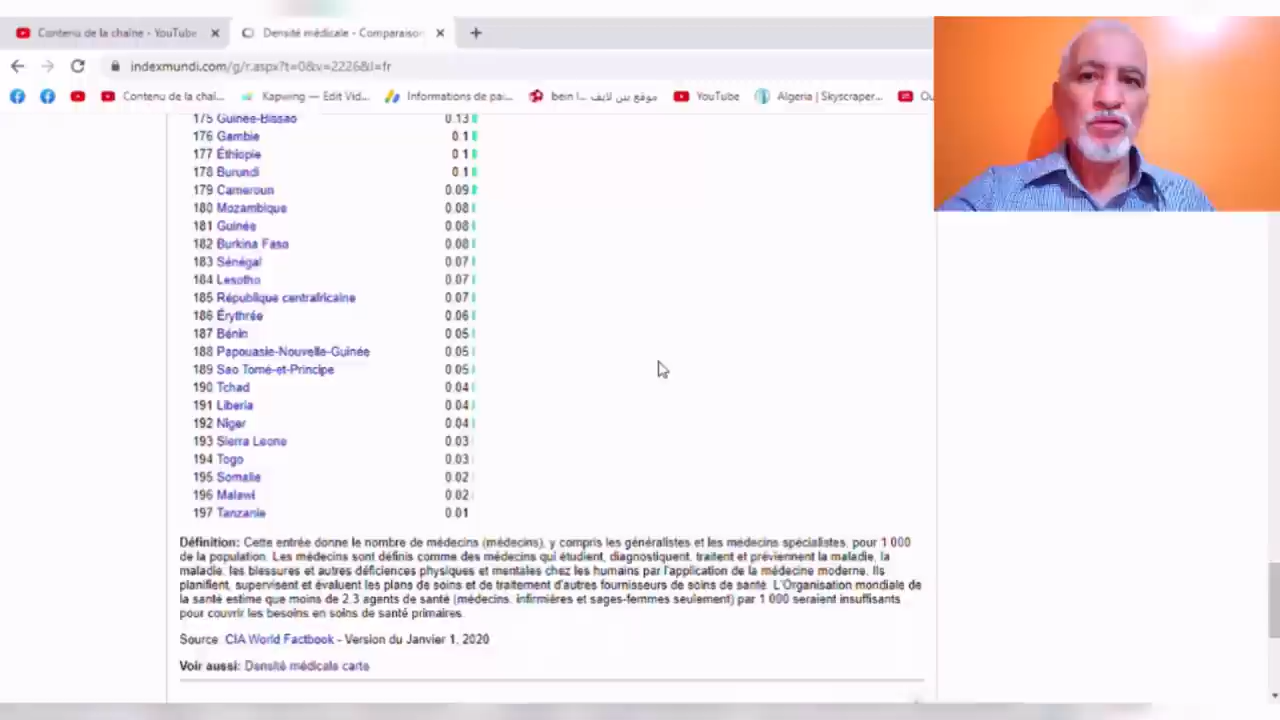 Contenu de la chaîne - YouTube
Densité médicale - Comparaison
indexmundi.com/g/r.aspx?t=0&v=2226&l=fr
Contenu de la chaî...
Kapwing — Edit Vid...
Informations de pai...
موقع بين لايف ... bein
YouTube
Algeria | Skyscraper...
175 Guinée-Bissao 0.13
176 Gambie 0.1
177 Éthiopie 0.1
178 Burundi 0.1
179 Cameroun 0.09
180 Mozambique 0.08
181 Guinée 0.08
182 Burkina Faso 0.08
183 Sénégal 0.07
184 Lesotho 0.07
185 République centrafricaine 0.07
186 Érythrée 0.06
187 Bénin 0.05
188 Papouasie-Nouvelle-Guinée 0.05
189 Sao Tomé-et-Principe 0.05
190 Tchad 0.04
191 Liberia 0.04
192 Niger 0.04
193 Sierra Leone 0.03
194 Togo 0.03
195 Somalie 0.02
196 Malawi 0.02
197 Tanzanie 0.01
Définition: Cette entrée donne le nombre de médecins (médecins), y compris les généralistes et les médecins spécialistes, pour 1 000
de la population. Les médecins sont définis comme des médecins qui étudient, diagnostiquent, traitent et préviennent la maladie, la
maladie, les blessures et autres déficiences physiques et mentales chez les humains par l'application de la médecine moderne. Ils
planifient, supervisent et évaluent les plans de soins et de traitement d'autres fournisseurs de soins de santé. L'Organisation mondiale de
la santé estime que moins de 2.3 agents de santé (médecins, infirmières et sages-femmes seulement) par 1 000 seraient insuffisants
pour couvrir les besoins en soins de santé primaires.
Source: CIA World Factbook - Version du Janvier 1, 2020
Voir aussi: Densité médicale carte